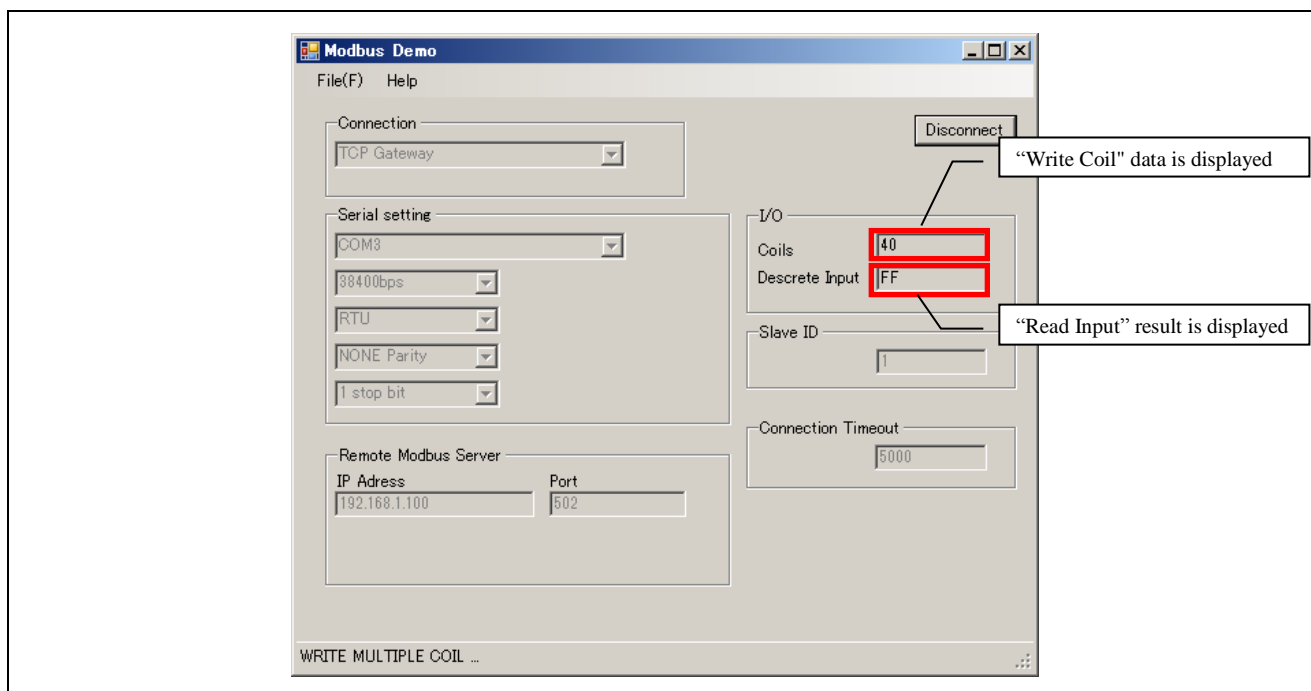 Modbus Demo
File(F) Help
Connection
TCP Gateway
Disconnect
“Write Coil" data is displayed
Serial setting
COM3
38400bps
RTU
NONE Parity
1 stop bit
I/O
Coils 40
Descrete Input FF
“Read Input” result is displayed
Slave ID
1
Connection Timeout
5000
Remote Modbus Server
IP Adress Port
192.168.1.100 502
WRITE MULTIPLE COIL ...